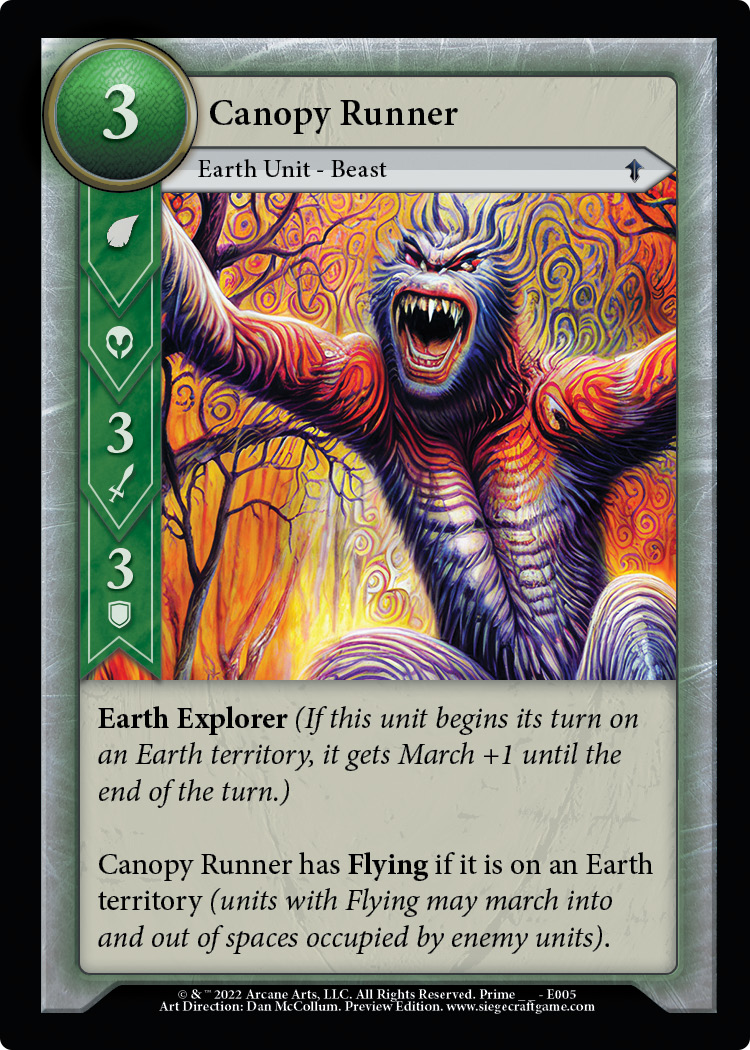 3
Canopy Runner
Earth Unit - Beast
3
3
Earth Explorer (If this unit begins its turn on
an Earth territory, it gets March +1 until the
end of the turn.)
Canopy Runner has Flying if it is on an Earth
territory (units with Flying may march into
and out of spaces occupied by enemy units).
© & ™ 2022 Arcane Arts, LLC. All Rights Reserved. Prime _ _ - E005
Art Direction: Dan McCollum. Preview Edition. www.siegecraftgame.com